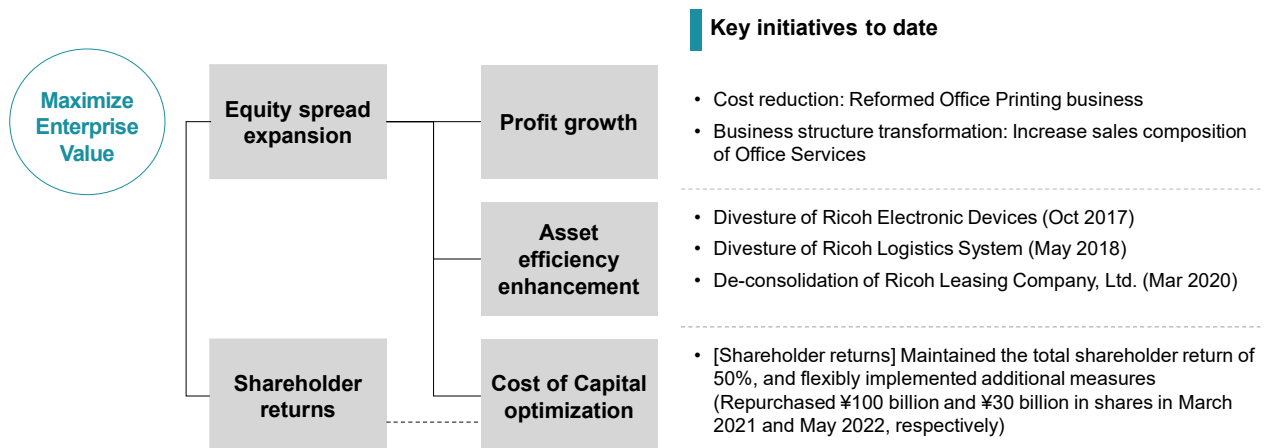 Key initiatives to date
Maximize
Enterprise
Value
Equity spread
expansion
Profit growth
• Cost reduction: Reformed Office Printing business
• Business structure transformation: Increase sales composition
of Office Services
Asset
efficiency
enhancement
• Divesture of Ricoh Electronic Devices (Oct 2017)
• Divesture of Ricoh Logistics System (May 2018)
• De-consolidation of Ricoh Leasing Company, Ltd. (Mar 2020)
Shareholder
returns
Cost of Capital
optimization
• [Shareholder returns] Maintained the total shareholder return of
50%, and flexibly implemented additional measures
(Repurchased ¥100 billion and ¥30 billion in shares in March
2021 and May 2022, respectively)